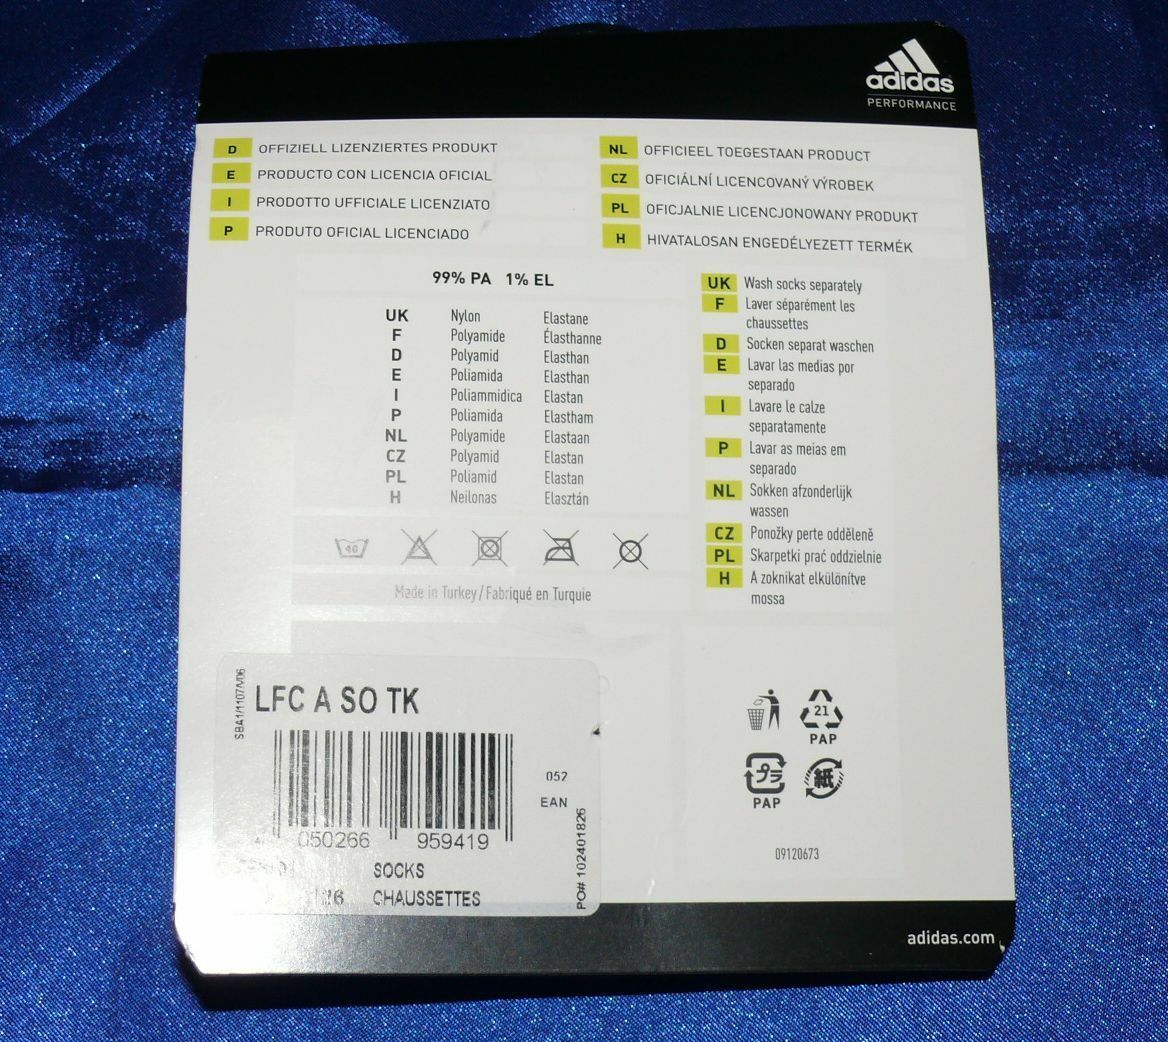 adidas
PERFORMANCE
D OFFIZIELL LIZENZIERTES PRODUKT
E PRODUCTO CON LICENCIA OFICIAL
I PRODOTTO UFFICIALE LICENZIATO
P PRODUTO OFICIAL LICENCIADO
NL OFFICIEEL TOEGESTAAN PRODUCT
CZ OFICIÁLNÍ LICENCOVANÝ VÝROBEK
PL OFICJALNIE LICENCJONOWANY PRODUKT
H HIVATALOSAN ENGEDÉLYEZETT TERMÉK
99% PA 1% EL
UK Nylon Elastane
F Polyamide Élasthanne
D Polyamid Elasthan
E Poliamida Elasthan
I Poliammidica Elastan
P Poliamida Elastham
NL Polyamide Elastaan
CZ Polyamid Elastan
PL Poliamid Elastan
H Neilonas Elasztán
40
Made in Turkey / Fabriqué en Turquie
UK Wash socks separately
F Laver séparément les
chaussettes
D Socken separat waschen
E Lavar las medias por
separado
I Lavare le calze
separatamente
P Lavar as meias em
separado
NL Sokken afzonderlijk
wassen
CZ Ponožky perte odděleně
PL Skarpetki prać oddzielnie
H A zoknikat elkülönítve
mossa
SBA1/1107/V06
LFC A SO TK
052
EAN
4 050266 959419
SOCKS
CHAUSSETTES
PO# 102401826
21
PAP
プラ
PAP
紙
09120673
adidas.com